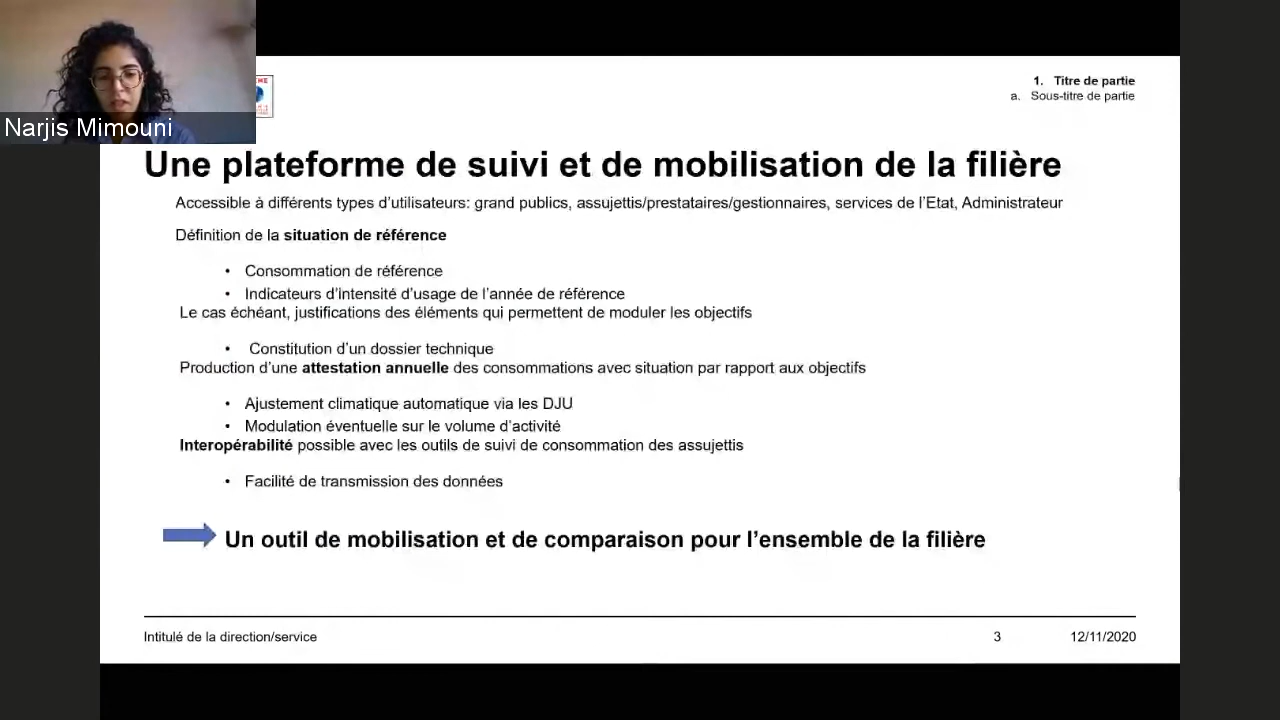 Narjis Mimouni
1. Titre de partie
a. Sous-titre de partie
Une plateforme de suivi et de mobilisation de la filière
Accessible à différents types d’utilisateurs: grand publics, assujettis/prestataires/gestionnaires, services de l’Etat, Administrateur
Définition de la situation de référence
• Consommation de référence
• Indicateurs d’intensité d’usage de l’année de référence
Le cas échéant, justifications des éléments qui permettent de moduler les objectifs
• Constitution d’un dossier technique
Production d’une attestation annuelle des consommations avec situation par rapport aux objectifs
• Ajustement climatique automatique via les DJU
• Modulation éventuelle sur le volume d’activité
Interopérabilité possible avec les outils de suivi de consommation des assujettis
• Facilité de transmission des données
Un outil de mobilisation et de comparaison pour l’ensemble de la filière
Intitulé de la direction/service
3
12/11/2020